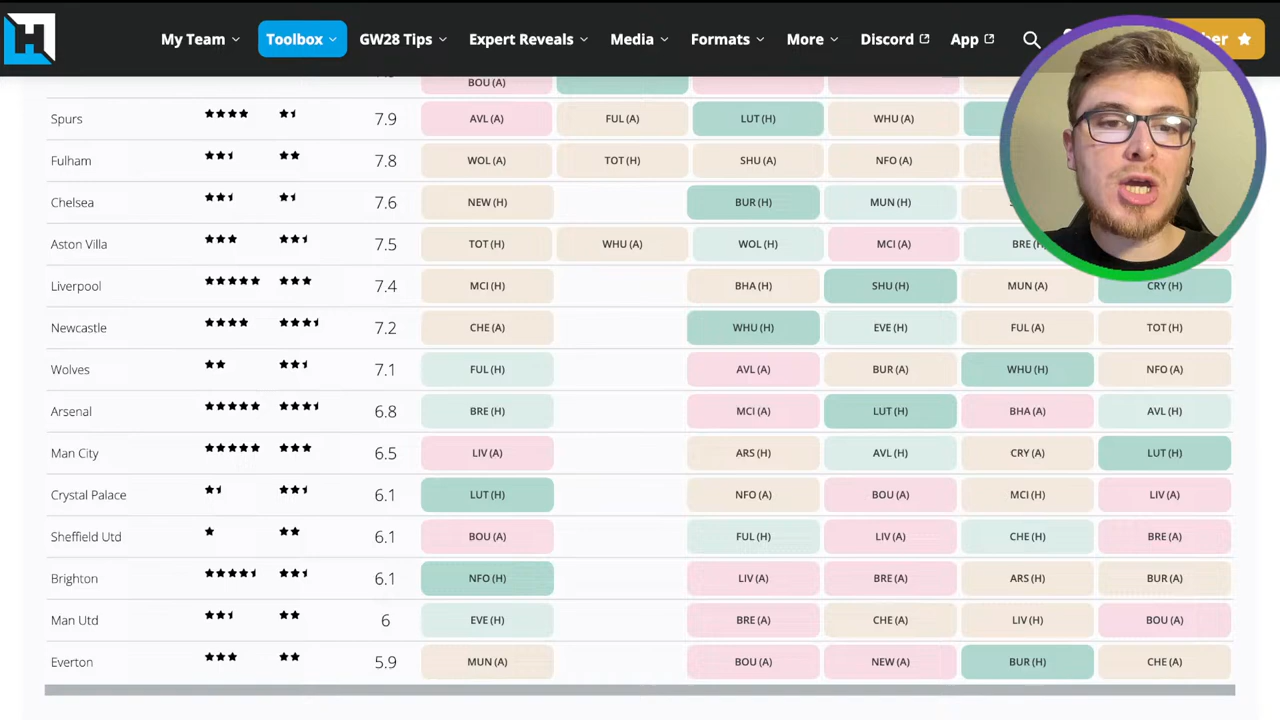 H My Team Toolbox GW28 Tips Expert Reveals Media Formats More Discord App
BOU (A)
Spurs 7.9 AVL (A) FUL (A) LUT (H) WHU (A)
Fulham 7.8 WOL (A) TOT (H) SHU (A) NFO (A)
Chelsea 7.6 NEW (H) BUR (H) MUN (H)
Aston Villa 7.5 TOT (H) WHU (A) WOL (H) MCI (A) BRE (H)
Liverpool 7.4 MCI (H) BHA (H) SHU (H) MUN (A) CRY (H)
Newcastle 7.2 CHE (A) WHU (H) EVE (H) FUL (A) TOT (H)
Wolves 7.1 FUL (H) AVL (A) BUR (A) WHU (H) NFO (A)
Arsenal 6.8 BRE (H) MCI (A) LUT (H) BHA (A) AVL (H)
Man City 6.5 LIV (A) ARS (H) AVL (H) CRY (A) LUT (H)
Crystal Palace 6.1 LUT (H) NFO (A) BOU (A) MCI (H) LIV (A)
Sheffield Utd 6.1 BOU (A) FUL (H) LIV (A) CHE (H) BRE (A)
Brighton 6.1 NFO (H) LIV (A) BRE (A) ARS (H) BUR (A)
Man Utd 6 EVE (H) BRE (A) CHE (A) LIV (H) BOU (A)
Everton 5.9 MUN (A) BOU (A) NEW (A) BUR (H) CHE (A)